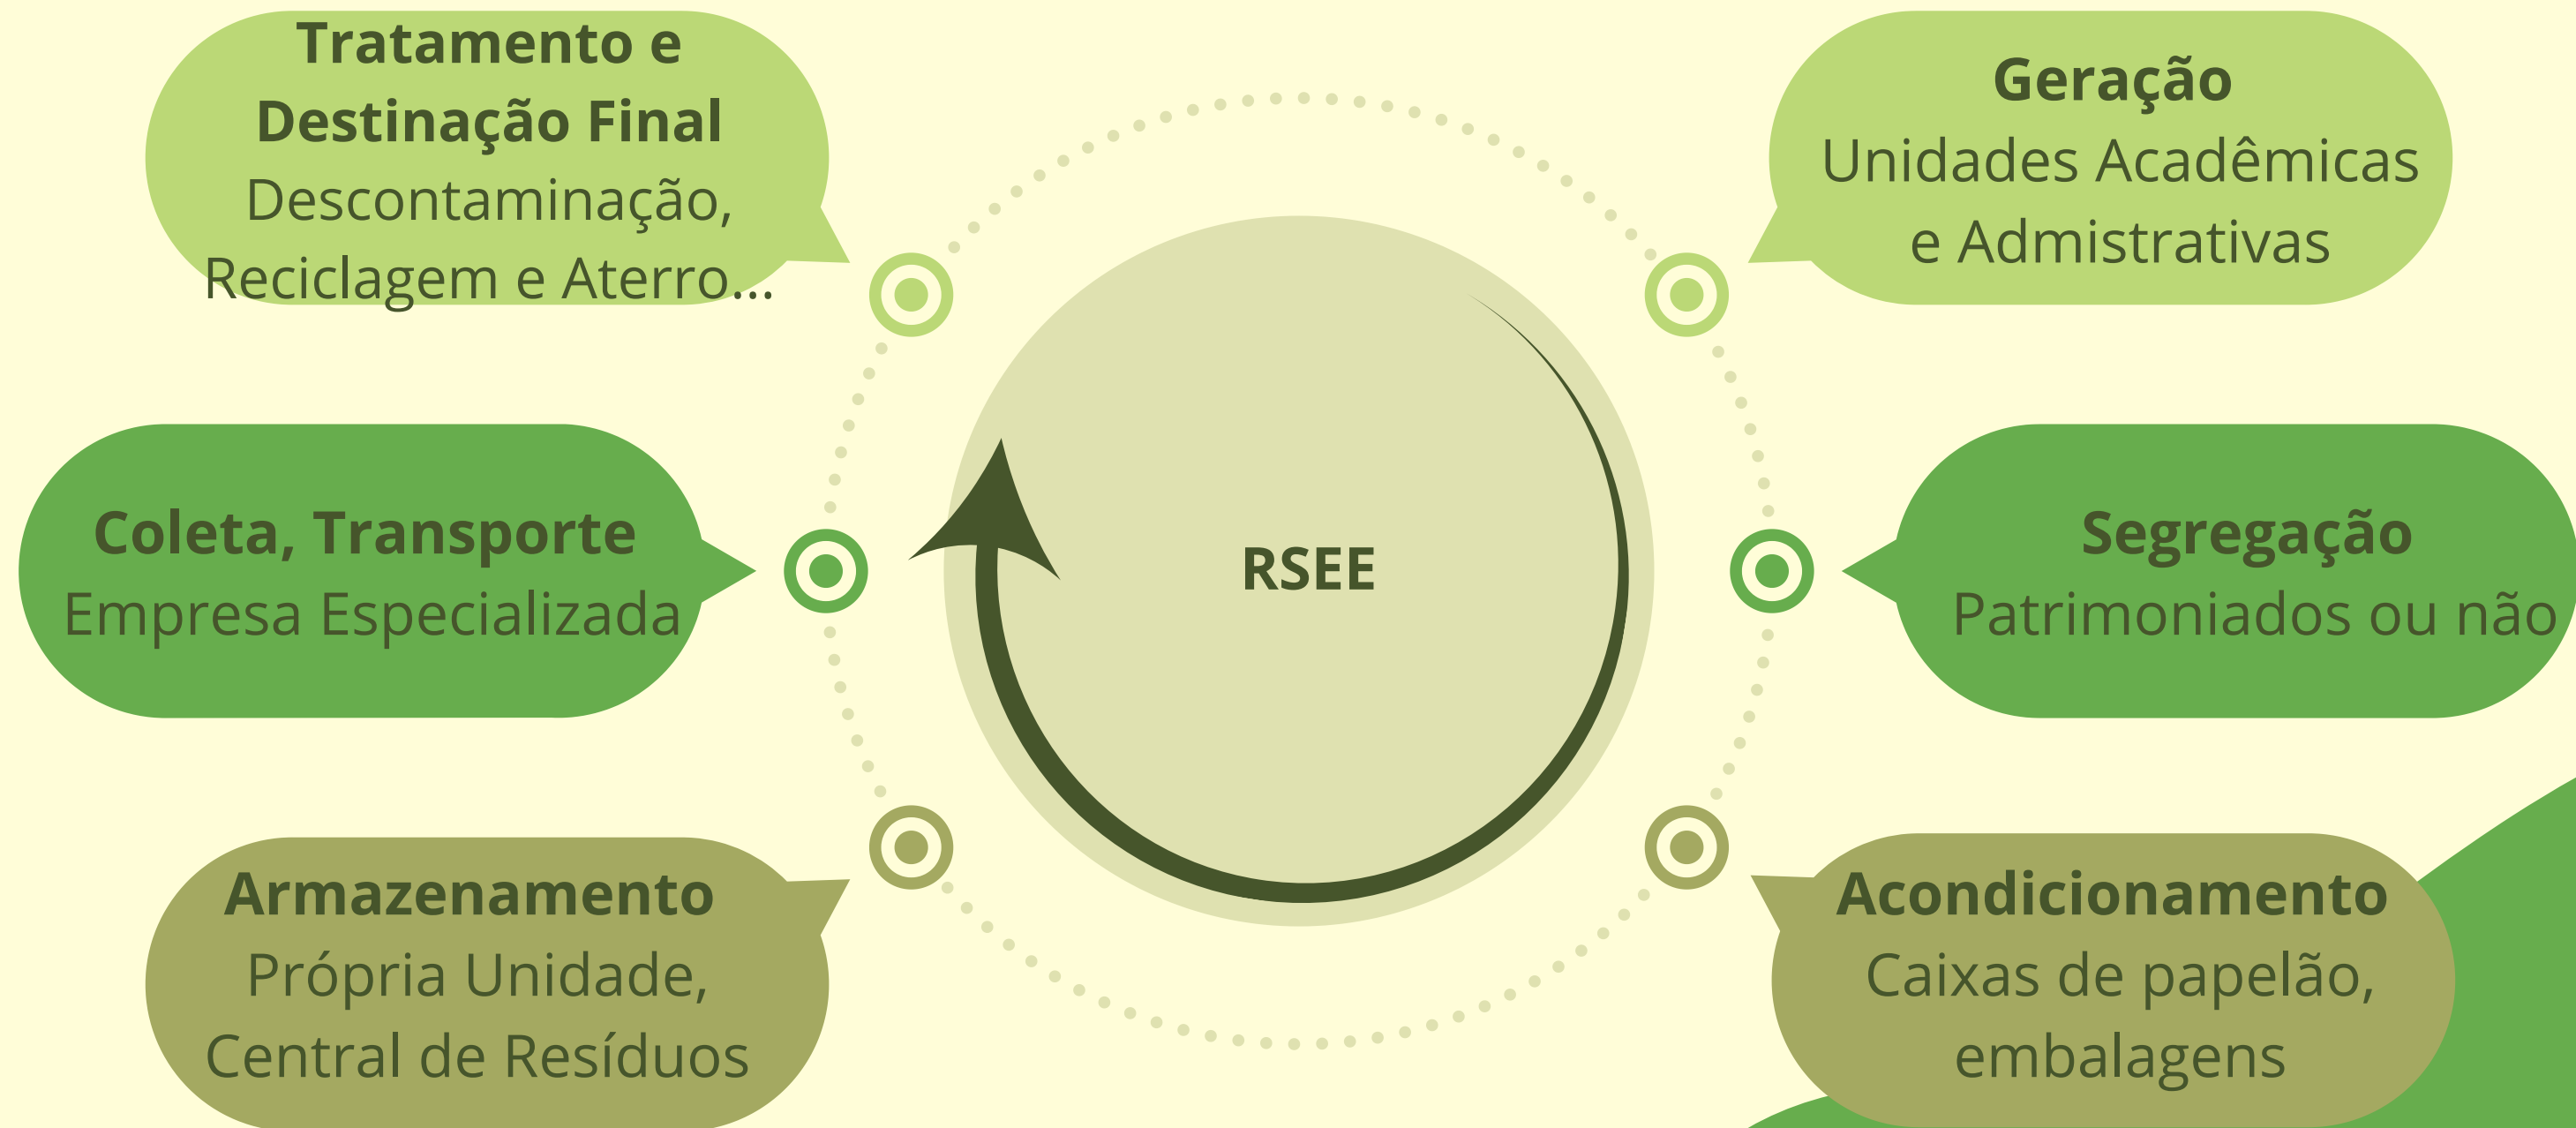 Tratamento e
Destinação Final
Descontaminação,
Reciclagem e Aterro...
Geração
Unidades Acadêmicas
e Admistrativas
Coleta, Transporte
Empresa Especializada
RSEE
Segregação
Patrimoniados ou não
Armazenamento
Própria Unidade,
Central de Resíduos
Acondicionamento
Caixas de papelão,
embalagens